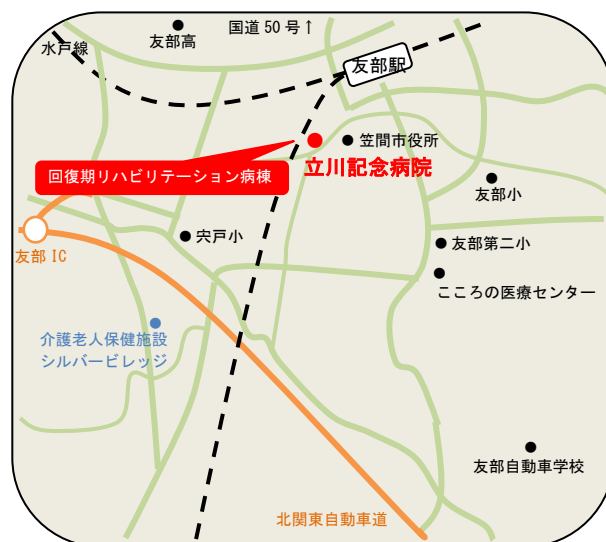 国道50号↑
友部高
水戸線
友部駅
笠間市役所
立川記念病院
回復期リハビリテーション病棟
友部小
宍戸小
友部第二小
友部IC
こころの医療センター
介護老人保健施設
シルバービレッジ
友部自動車学校
北関東自動車道